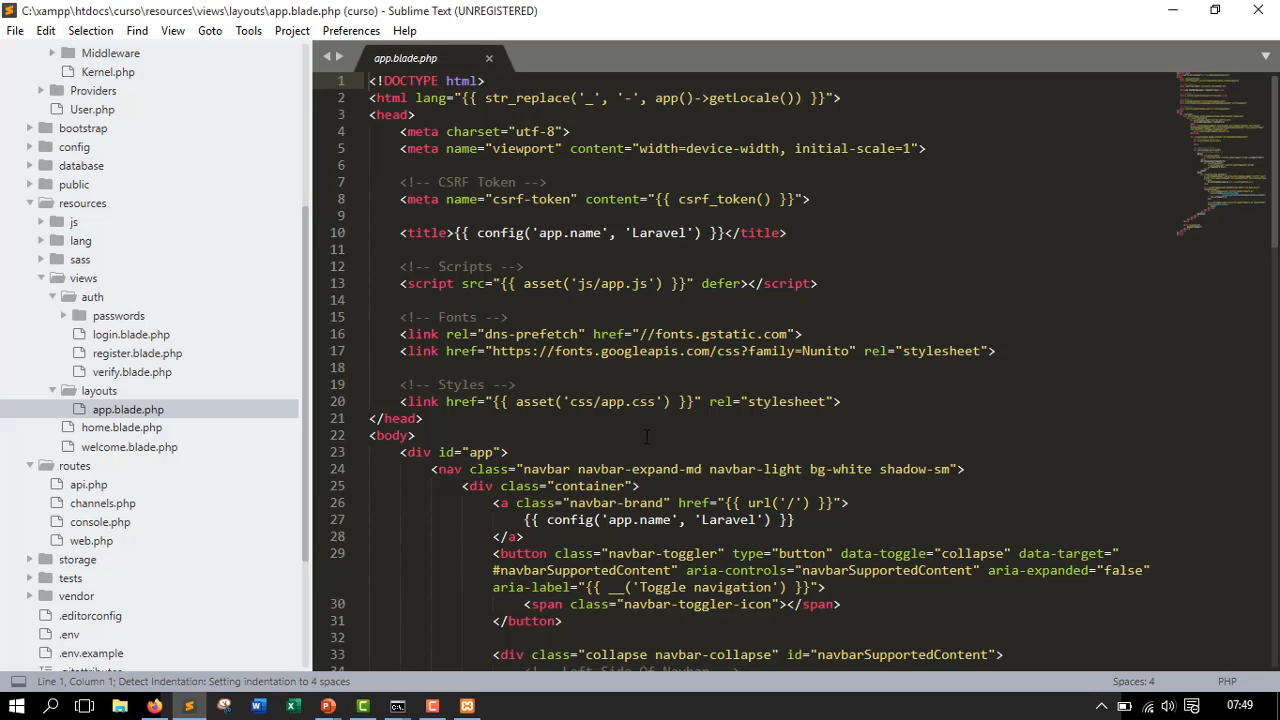 C:\xampp\htdocs\curso\resources\views\layouts\app.blade.php (curso) - Sublime Text (UNREGISTERED)
File Edit Selection Find View Goto Tools Project Preferences Help
Middleware
Kernel.php
Providers
User.php
bootstrap
config
database
public
resources
js
lang
sass
views
auth
passwords
login.blade.php
register.blade.php
verify.blade.php
layouts
app.blade.php
home.blade.php
welcome.blade.php
routes
api.php
channels.php
console.php
web.php
storage
tests
vendor
.editorconfig
.env
.env.example
.gitattributes
app.blade.php
1 <!DOCTYPE html>
2 <html lang="{{ str_replace('_', '-', app()->getLocale()) }}">
3 <head>
4 <meta charset="utf-8">
5 <meta name="viewport" content="width=device-width, initial-scale=1">
6
7 <!-- CSRF Token -->
8 <meta name="csrf-token" content="{{ csrf_token() }}">
9
10 <title>{{ config('app.name', 'Laravel') }}</title>
11
12 <!-- Scripts -->
13 <script src="{{ asset('js/app.js') }}" defer></script>
14
15 <!-- Fonts -->
16 <link rel="dns-prefetch" href="//fonts.gstatic.com">
17 <link href="https://fonts.googleapis.com/css?family=Nunito" rel="stylesheet">
18
19 <!-- Styles -->
20 <link href="{{ asset('css/app.css') }}" rel="stylesheet">
21 </head>
22 <body>
23 <div id="app">
24 <nav class="navbar navbar-expand-md navbar-light bg-white shadow-sm">
25 <div class="container">
26 <a class="navbar-brand" href="{{ url('/') }}">
27 {{ config('app.name', 'Laravel') }}
28 </a>
29 <button class="navbar-toggler" type="button" data-toggle="collapse" data-target="
#navbarSupportedContent" aria-controls="navbarSupportedContent" aria-expanded="false"
aria-label="{{ __('Toggle navigation') }}">
30 <span class="navbar-toggler-icon"></span>
31 </button>
32
33 <div class="collapse navbar-collapse" id="navbarSupportedContent">
34 <!-- Left Side Of Navbar -->
Line 1, Column 1; Detect Indentation: Setting indentation to 4 spaces
Spaces: 4
PHP
07:49